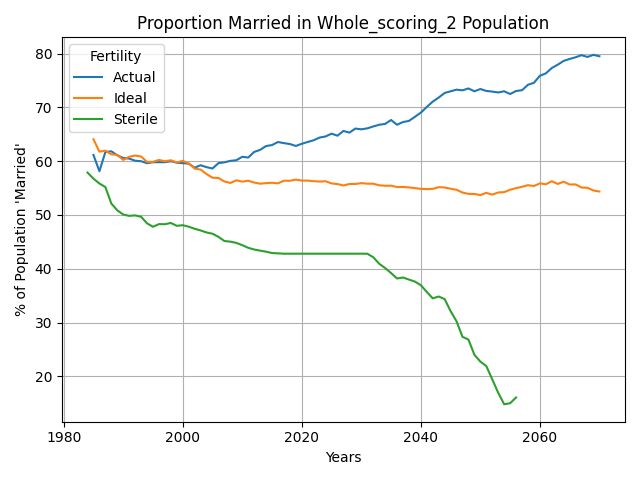 Proportion Married in Whole_scoring_2 Population
Fertility
Actual
Ideal
Sterile
% of Population 'Married'
80
70
60
50
40
30
20
1980
2000
2020
2040
2060
Years